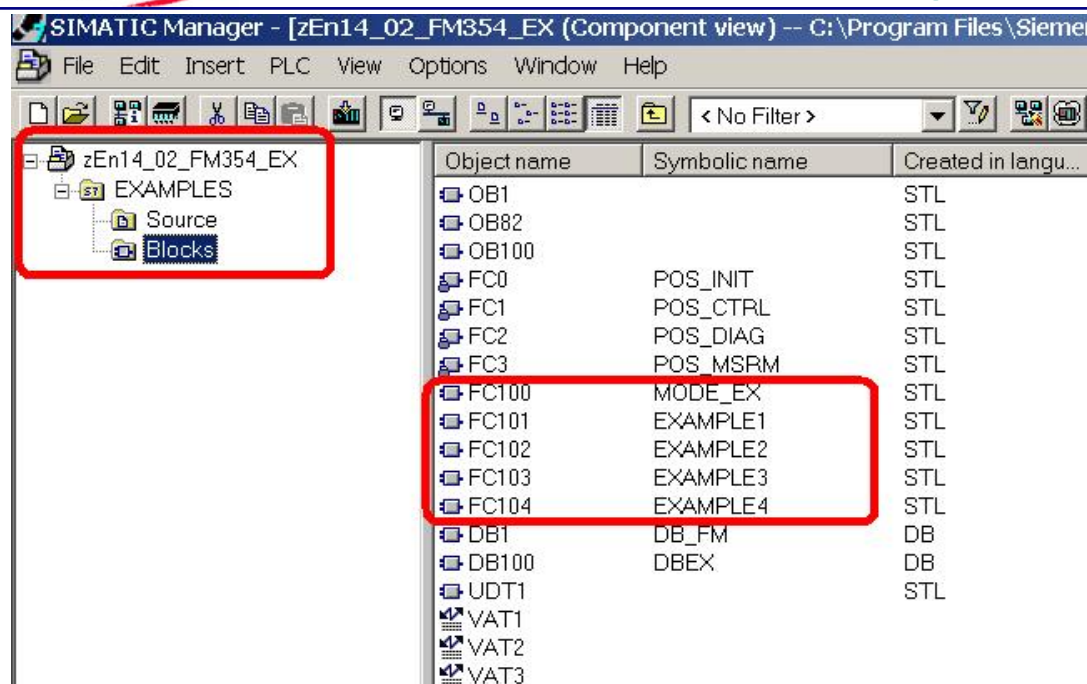 SIMATIC Manager - [zEn14_02_FM354_EX (Component view) -- C:\Program Files\Sieme
File Edit Insert PLC View Options Window Help
< No Filter >
zEn14_02_FM354_EX
EXAMPLES
Source
Blocks
Object name Symbolic name Created in langu...
OB1 STL
OB82 STL
OB100 STL
FC0 POS_INIT STL
FC1 POS_CTRL STL
FC2 POS_DIAG STL
FC3 POS_MSRM STL
FC100 MODE_EX STL
FC101 EXAMPLE1 STL
FC102 EXAMPLE2 STL
FC103 EXAMPLE3 STL
FC104 EXAMPLE4 STL
DB1 DB_FM DB
DB100 DBEX DB
UDT1 STL
VAT1
VAT2
VAT3